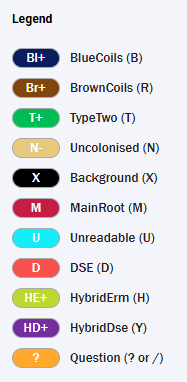 Legend
Bl+ BlueCoils (B)
Br+ BrownCoils (R)
T+ TypeTwo (T)
N- Uncolonised (N)
X Background (X)
M MainRoot (M)
U Unreadable (U)
D DSE (D)
HE+ HybridErm (H)
HD+ HybridDse (Y)
? Question (? or /)